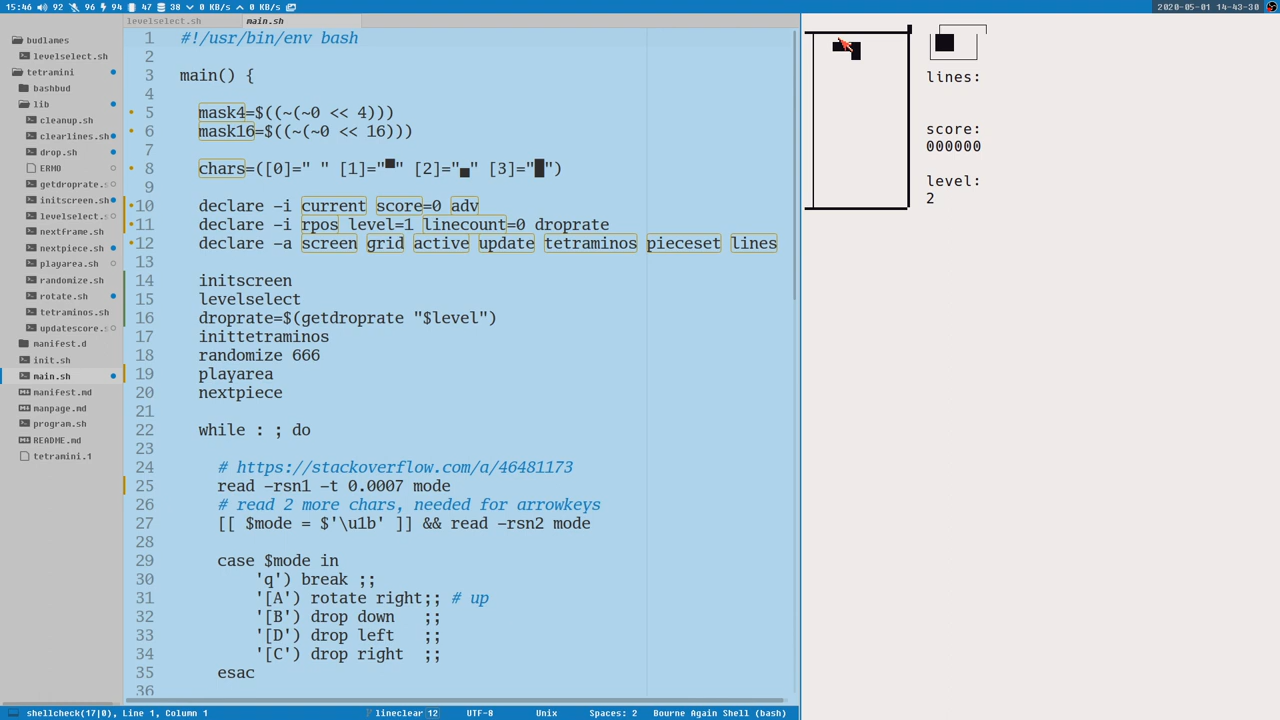 15:46 92 96 94 47 38 0 KB/s 0 KB/s 2020-05-01 14-43-30
levelselect.sh main.sh
budlames
levelselect.sh
tetramini
bashbud
lib
cleanup.sh
clearlines.sh
drop.sh
ERMO
getdroprate.s
initscreen.sh
levelselect.s
nextframe.sh
nextpiece.sh
playarea.sh
randomize.sh
rotate.sh
tetraminos.sh
updatescore.s
manifest.d
init.sh
main.sh
manifest.md
manpage.md
program.sh
README.md
tetramini.1
1 #!/usr/bin/env bash
2
3 main() {
4
5 mask4=$((~(~0 << 4)))
6 mask16=$((~(~0 << 16)))
7
8 chars=([0]=" " [1]="▀" [2]="▄" [3]="█")
9
10 declare -i current score=0 adv
11 declare -i rpos level=1 linecount=0 droprate
12 declare -a screen grid active update tetraminos pieceset lines
13
14 initscreen
15 levelselect
16 droprate=$(getdroprate "$level")
17 inittetraminos
18 randomize 666
19 playarea
20 nextpiece
21
22 while : ; do
23
24 # https://stackoverflow.com/a/46481173
25 read -rsn1 -t 0.0007 mode
26 # read 2 more chars, needed for arrowkeys
27 [[ $mode = $'\u1b' ]] && read -rsn2 mode
28
29 case $mode in
30 'q') break ;;
31 '[A') rotate right;; # up
32 '[B') drop down ;;
33 '[D') drop left ;;
34 '[C') drop right ;;
35 esac
36
lines:
score:
000000
level:
2
shellcheck(17|0), Line 1, Column 1 lineclear 12 UTF-8 Unix Spaces: 2 Bourne Again Shell (bash)